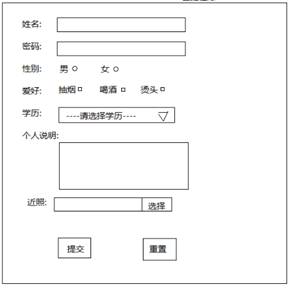 姓名:
密码:
性别: 男 女
爱好: 抽烟 喝酒 烫头
学历: ----请选择学历----
个人说明:
近照: 选择
提交 重置